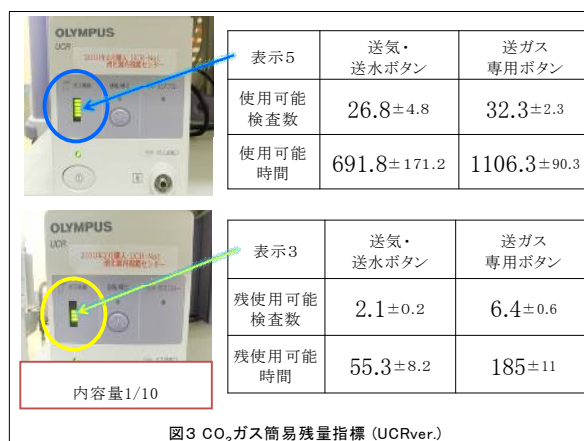 OLYMPUS
UCR
表示5
送気・
送水ボタン
送ガス
専用ボタン
使用可能
検査数
26.8±4.8
32.3±2.3
使用可能
時間
691.8±171.2
1106.3±90.3
OLYMPUS
UCR
内容量1/10
表示3
送気・
送水ボタン
送ガス
専用ボタン
残使用可能
検査数
2.1±0.2
6.4±0.6
残使用可能
時間
55.3±8.2
185±11
図3 CO₂ガス簡易残量指標 (UCRver.)